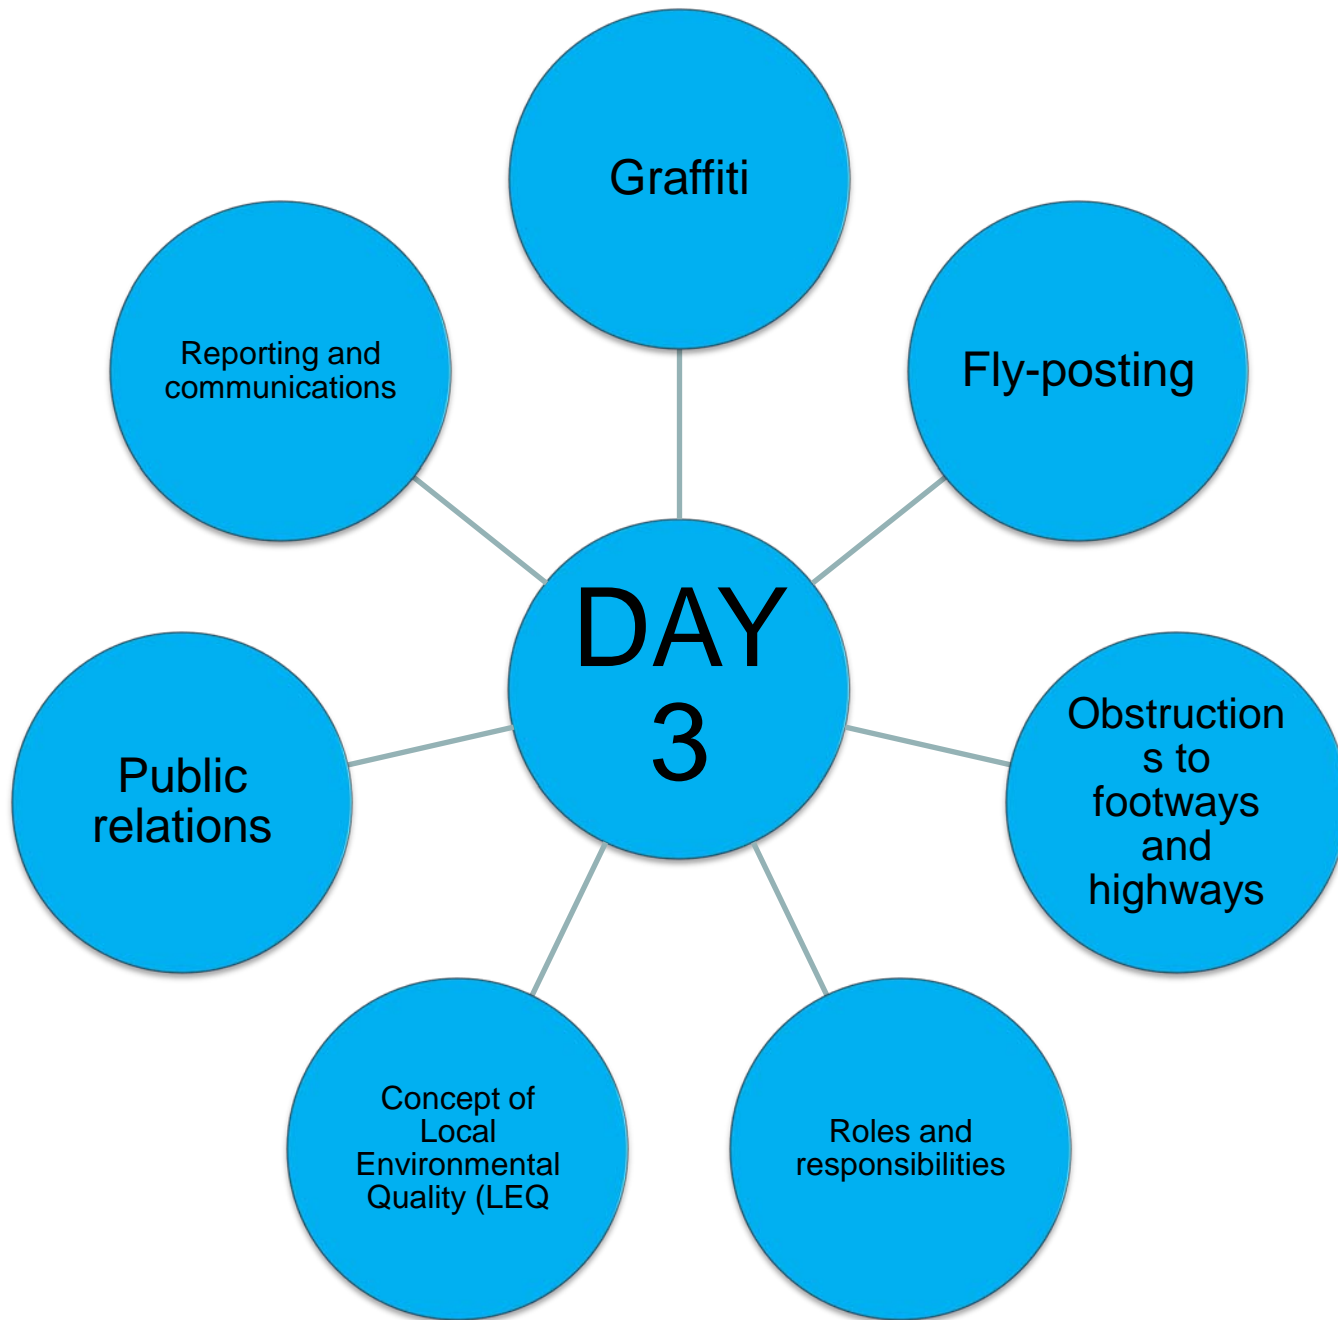 Graffiti
Fly-posting
Obstruction
s to
footways
and
highways
Roles and
responsibilities
Concept of
Local
Environmental
Quality (LEQ
Public
relations
Reporting and
communications
DAY
3